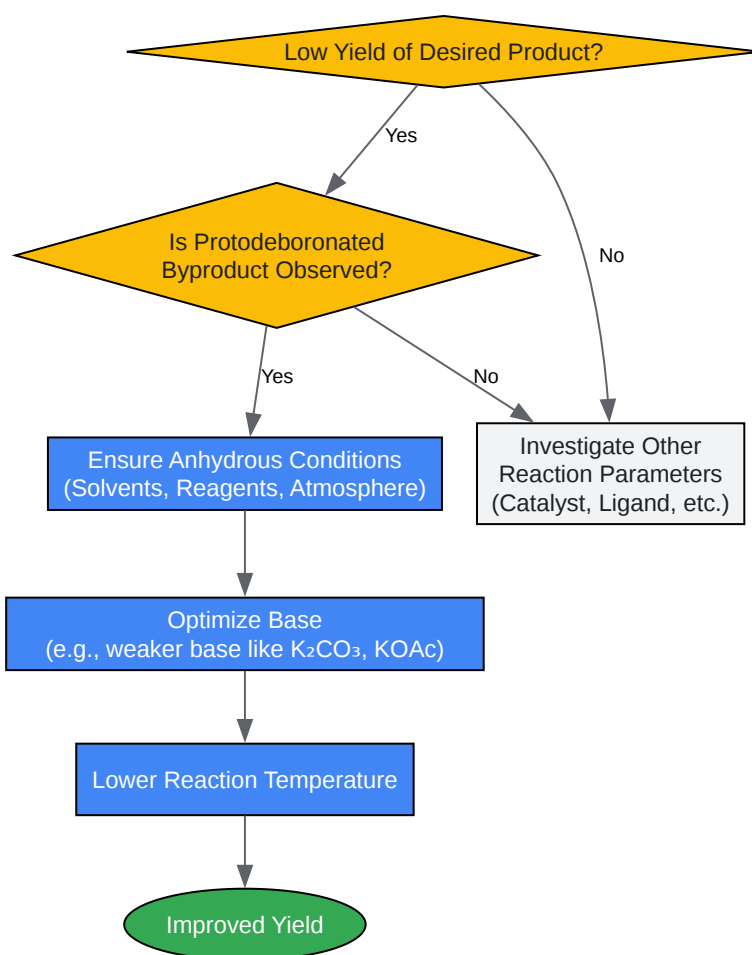 Low Yield of Desired Product?
Yes
Is Protodeboronated
Byproduct Observed?
No
Yes
No
Ensure Anhydrous Conditions
(Solvents, Reagents, Atmosphere)
Investigate Other
Reaction Parameters
(Catalyst, Ligand, etc.)
Optimize Base
(e.g., weaker base like K₂CO₃, KOAc)
Lower Reaction Temperature
Improved Yield